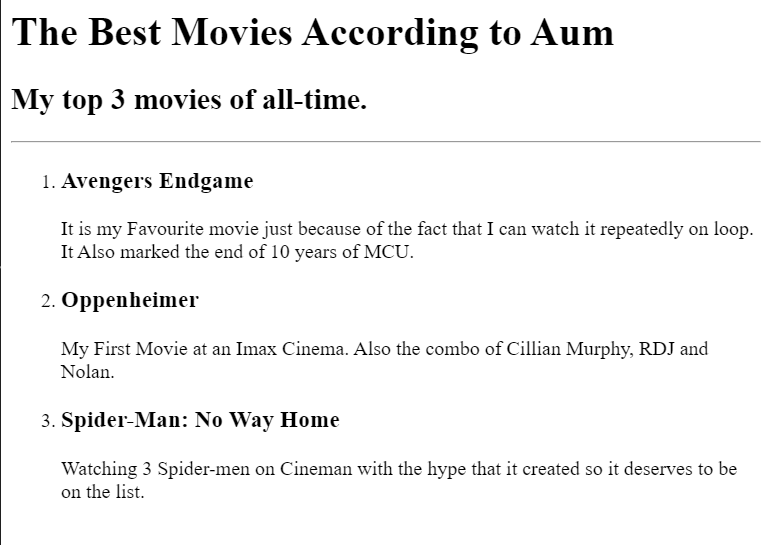 The Best Movies According to Aum
My top 3 movies of all-time.
1. Avengers Endgame
It is my Favourite movie just because of the fact that I can watch it repeatedly on loop.
It Also marked the end of 10 years of MCU.
2. Oppenheimer
My First Movie at an Imax Cinema. Also the combo of Cillian Murphy, RDJ and
Nolan.
3. Spider-Man: No Way Home
Watching 3 Spider-men on Cineman with the hype that it created so it deserves to be
on the list.